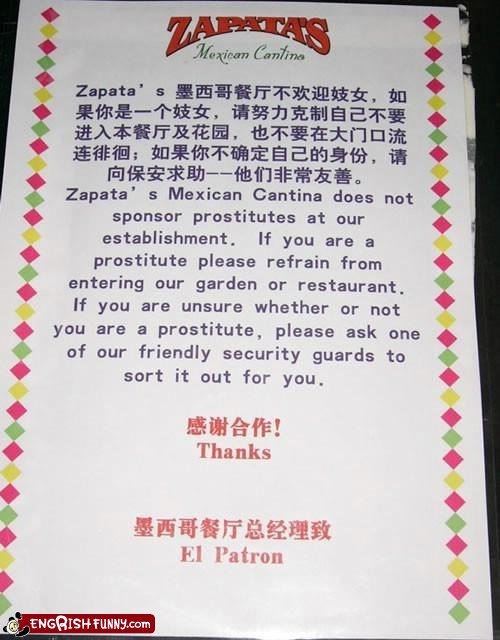 ZAPATA'S
Mexican Cantina
Zapata's 墨西哥餐厅不欢迎妓女，如
果你是一个妓女，请努力克制自己不要
进入本餐厅及花园，也不要在大门口流
连徘徊；如果你不确定自己的身份，请
向保安求助--他们非常友善。
Zapata's Mexican Cantina does not
sponsor prostitutes at our
establishment. If you are a
prostitute please refrain from
entering our garden or restaurant.
If you are unsure whether or not
you are a prostitute, please ask one
of our friendly security guards to
sort it out for you.
感谢合作!
Thanks
墨西哥餐厅总经理致
El Patron
ENGRISHFUNNY.com